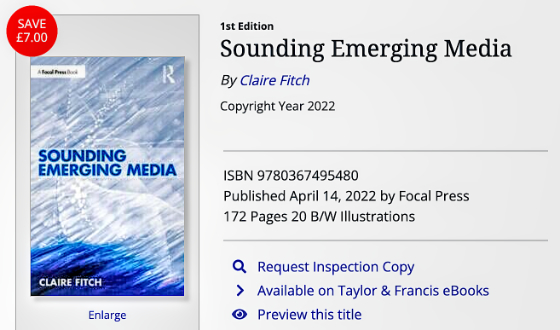 SAVE
£7.00
A Focal Press Book
R
SOUNDING
EMERGING MEDIA
CLAIRE FITCH
Enlarge
1st Edition
Sounding Emerging Media
By Claire Fitch
Copyright Year 2022
ISBN 9780367495480
Published April 14, 2022 by Focal Press
172 Pages 20 B/W Illustrations
Request Inspection Copy
Available on Taylor & Francis eBooks
Preview this title